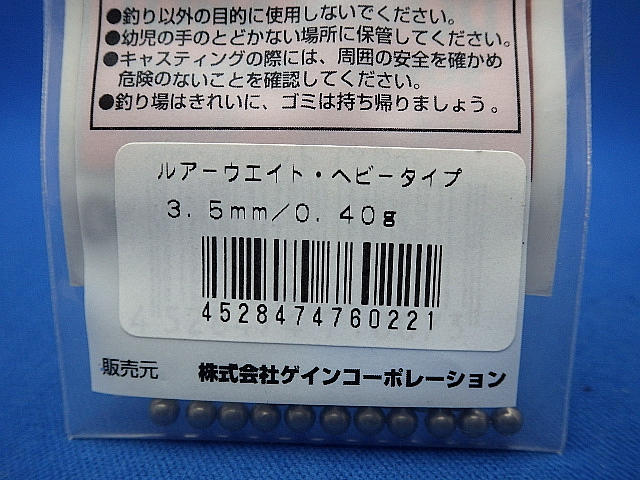 ●釣り以外の目的に使用しないでください。
●幼児の手のとどかない場所に保管してください。
●キャスティングの際には、周囲の安全を確かめ
危険のないことを確認してください。
●釣り場はきれいに、ゴミは持ち帰りましょう。
ルアーウエイト・ヘビータイプ
3.5mm/0.40g
4528474760221
販売元 株式会社ゲインコーポレーション